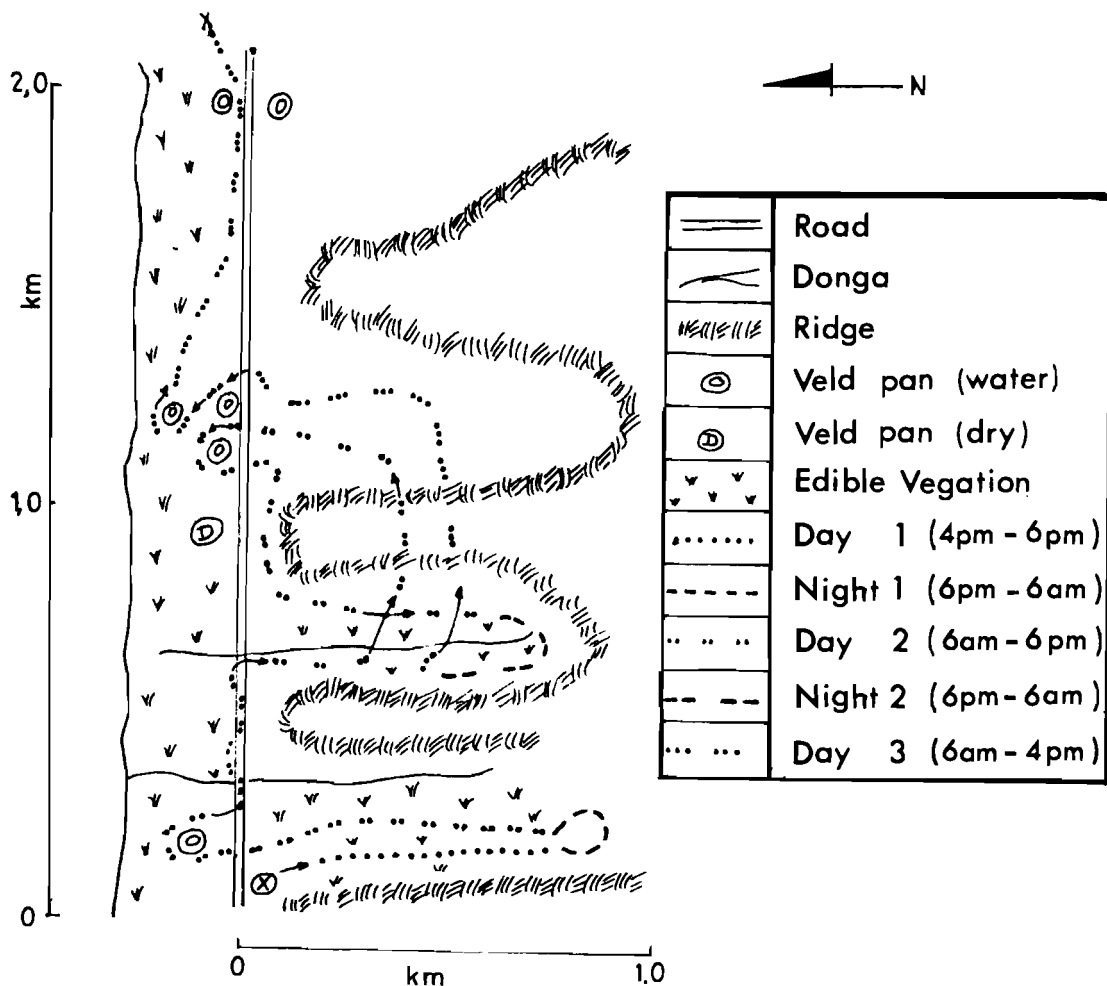 2,0
N
km
1,0
0
X
D
0
km
1,0
Road
Donga
Ridge
Veld pan (water)
D
Veld pan (dry)
Edible Vegation
Day 1 (4pm - 6pm)
Night 1 (6pm - 6am)
Day 2 (6am - 6pm)
Night 2 (6pm - 6am)
Day 3 (6am - 4pm)